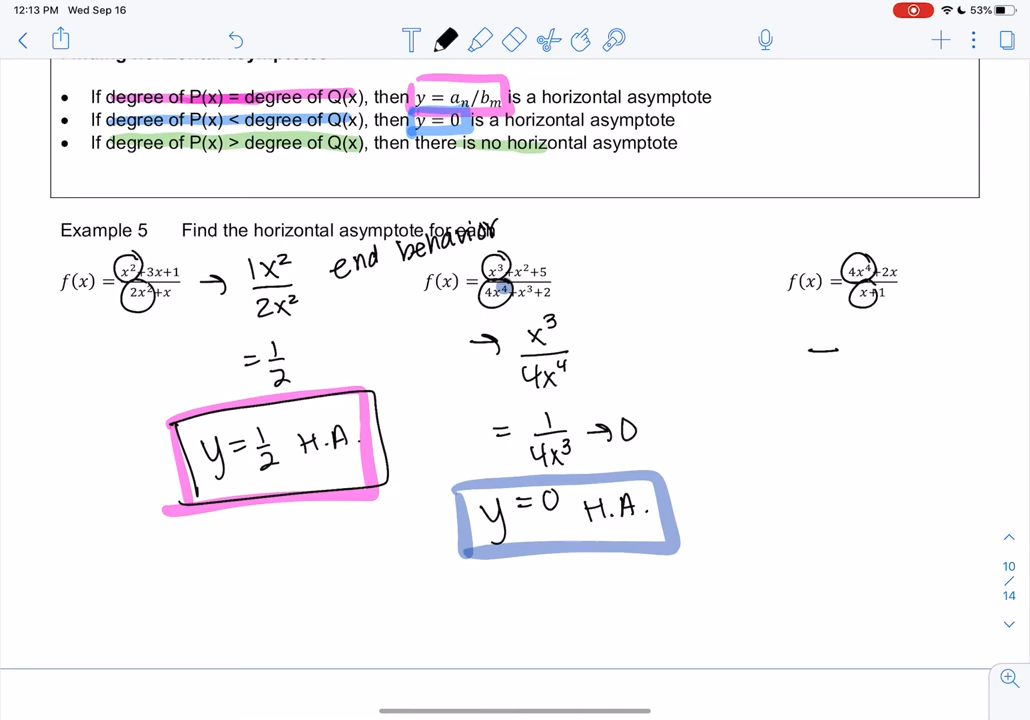 12:13 PM Wed Sep 16
53%
• If degree of P(x) = degree of Q(x), then y = aₙ/bₘ is a horizontal asymptote
• If degree of P(x) < degree of Q(x), then y = 0 is a horizontal asymptote
• If degree of P(x) > degree of Q(x), then there is no horizontal asymptote
Example 5 Find the horizontal asymptote for each
end behavior
f(x) = (x²+3x+1)/(2x²+x)
→ 1x²/2x²
= 1/2
y = 1/2 H.A.
f(x) = (x³+x²+5)/(4x⁴+x³+2)
→ x³/4x⁴
= 1/4x³ → 0
y = 0 H.A.
f(x) = (4x⁴+2x)/(x+1)
10
/
14